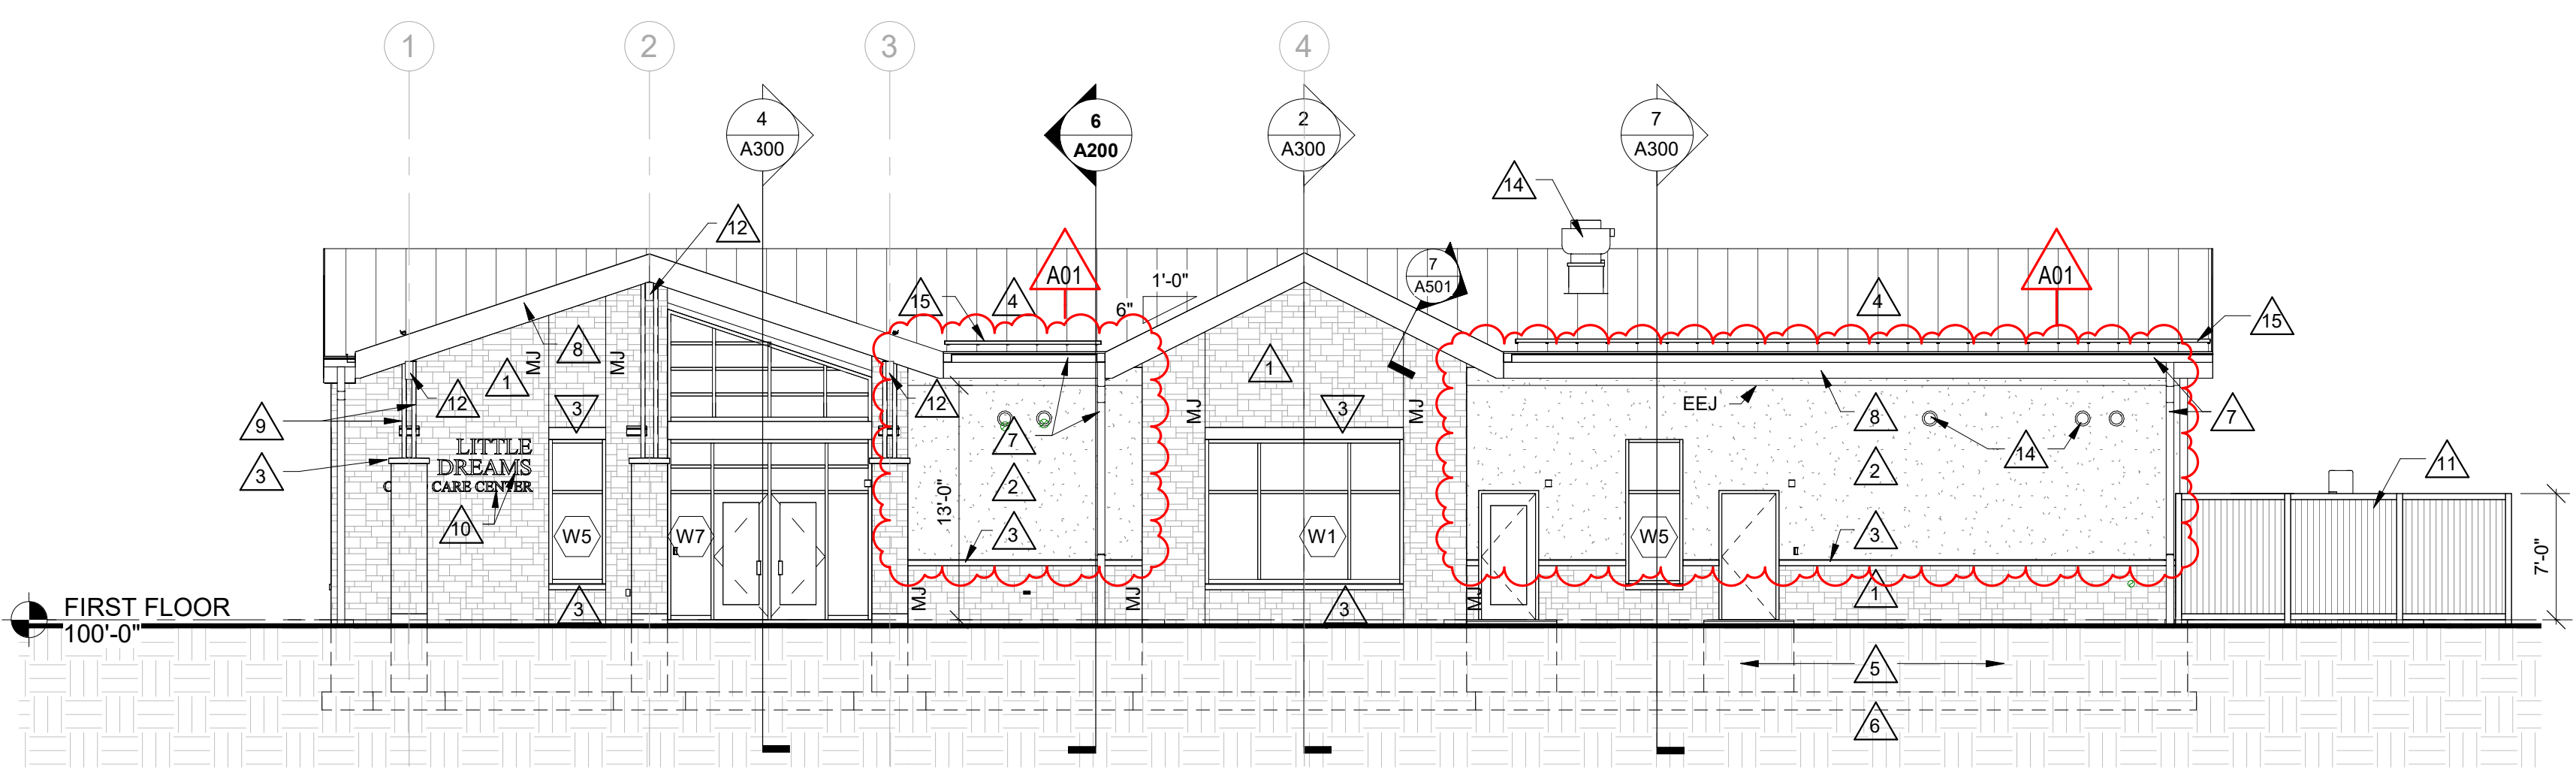 1
2
3
4
4
A300
6
A200
2
A300
7
A300
14
12
A01
1'-0"
6"
7
A501
A01
15
4
4
15
8
MJ
MJ
1
12
1
3
12
3
MJ
MJ
EEJ
8
7
9
3
7
14
LITTLE
DREAMS
CARE CENTER
10
2
2
11
13'-0"
W5
W7
3
W1
W5
3
7'-0"
FIRST FLOOR
100'-0"
3
MJ
MJ
3
MJ
1
5
6